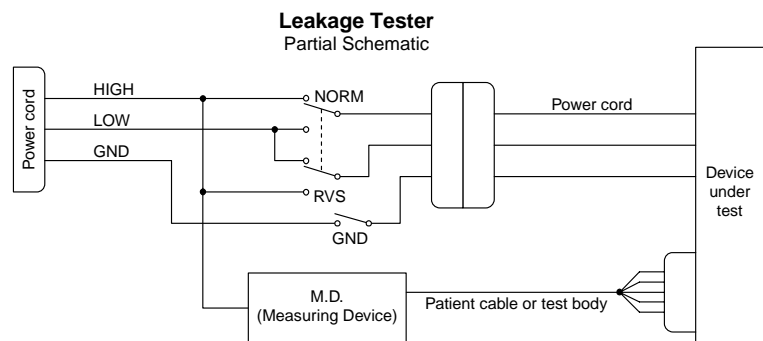 Leakage Tester
Partial Schematic
Power cord
HIGH
LOW
GND
NORM
RVS
GND
Power cord
Device
under
test
M.D.
(Measuring Device)
Patient cable or test body